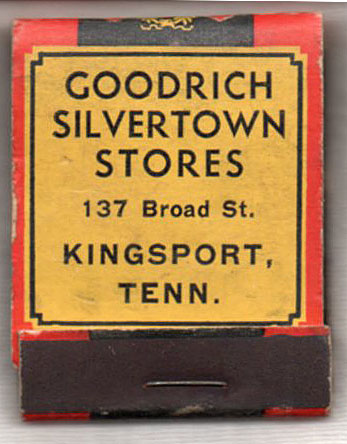 GOODRICH
SILVERTOWN
STORES
137 Broad St.
KINGSPORT,
TENN.